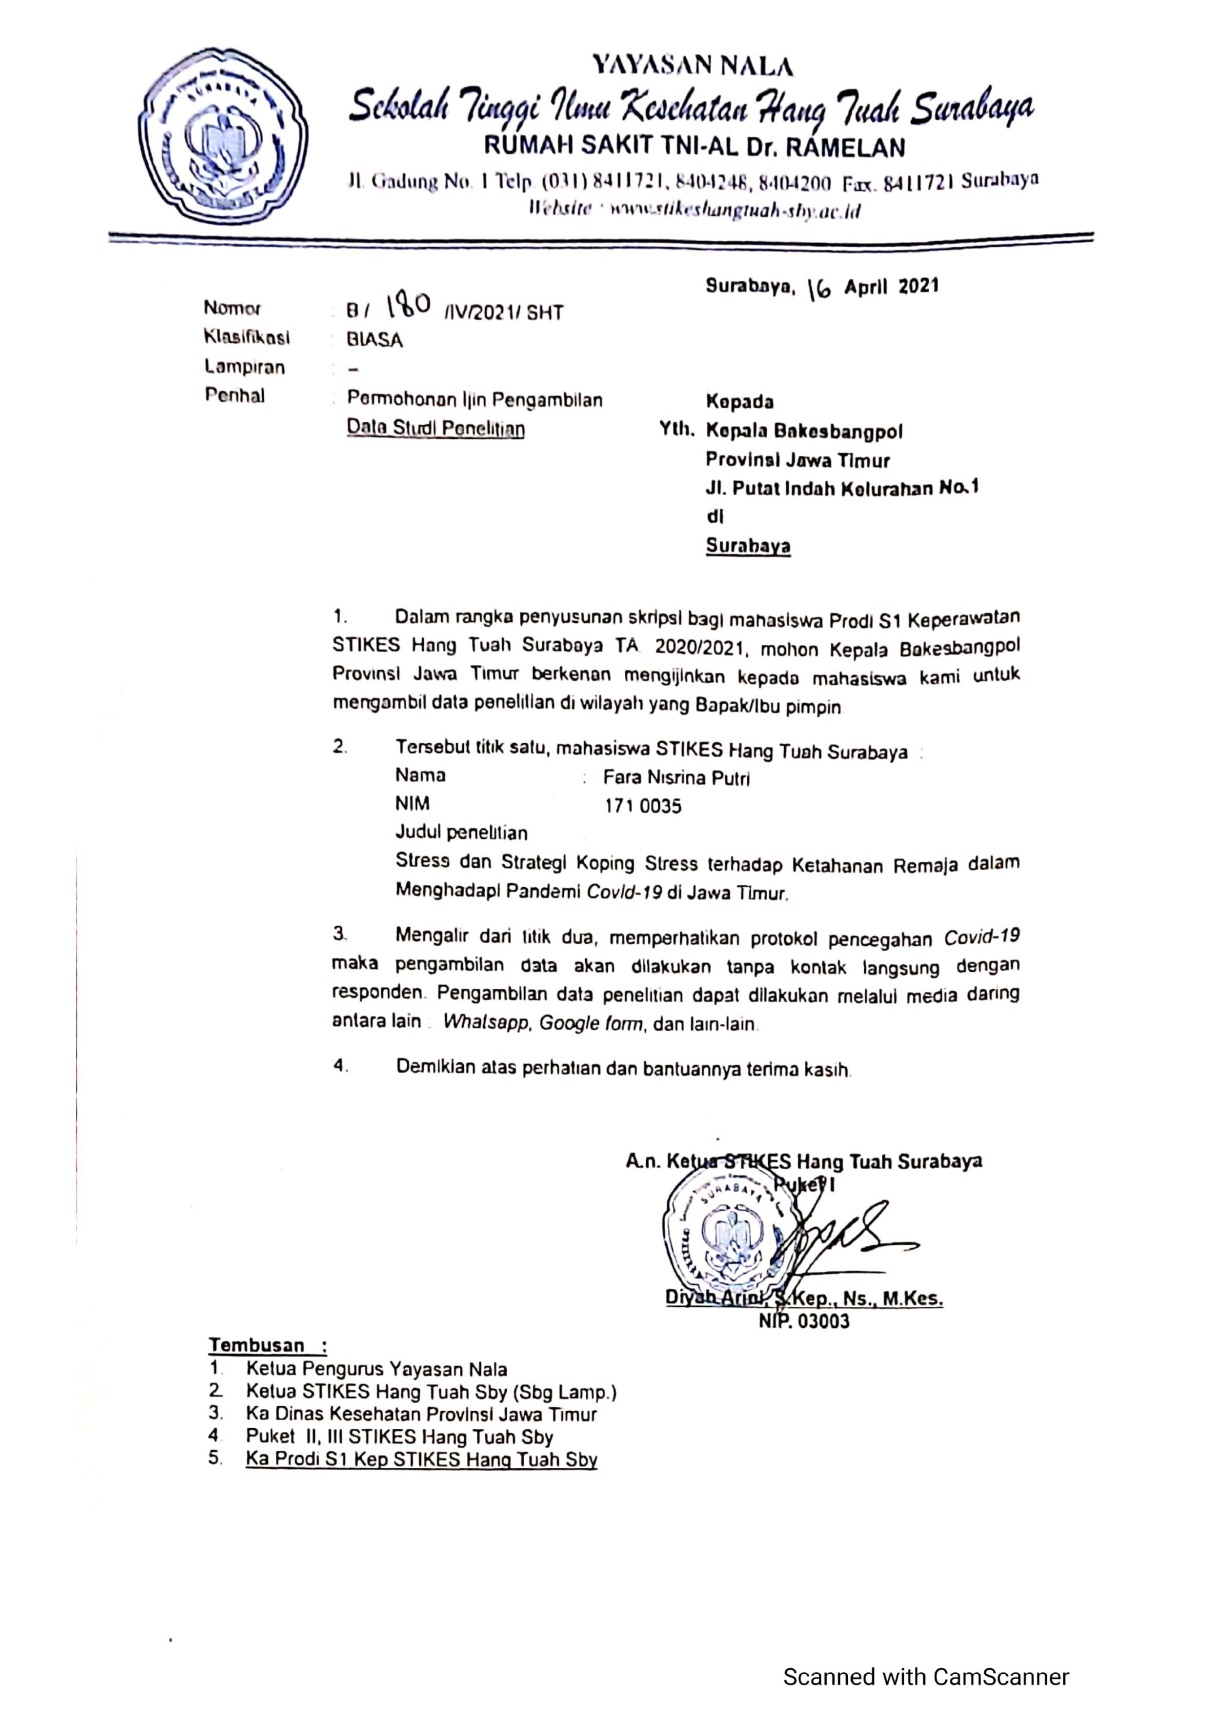 YAYASAN NALA
Sekolah Tinggi Ilmu Kesehatan Hang Tuah Surabaya
RUMAH SAKIT TNI-AL Dr. RAMELAN
Jl. Gadung No. 1 Telp. (031) 8411721, 8404248, 8404200 Fax. 8411721 Surabaya
Website : www.stikeshangtuah-sby.ac.id
SURABAYA
Surabaya, 16 April 2021
Nomor : B / 180 /IV/2021/ SHT
Klasifikasi : BIASA
Lampiran : –
Perihal : Permohonan Ijin Pengambilan
Data Studi Penelitian
Kepada
Yth. Kepala Bakesbangpol
Provinsi Jawa Timur
Jl. Putat Indah Kelurahan No.1
di
Surabaya
1. Dalam rangka penyusunan skripsi bagi mahasiswa Prodi S1 Keperawatan
STIKES Hang Tuah Surabaya TA. 2020/2021, mohon Kepala Bakesbangpol
Provinsi Jawa Timur berkenan mengijinkan kepada mahasiswa kami untuk
mengambil data penelitian di wilayah yang Bapak/Ibu pimpin.
2. Tersebut titik satu, mahasiswa STIKES Hang Tuah Surabaya :
Nama : Fara Nisrina Putri
NIM 171 0035
Judul penelitian
Stress dan Strategi Koping Stress terhadap Ketahanan Remaja dalam
Menghadapi Pandemi Covid-19 di Jawa Timur.
3. Mengalir dari titik dua, memperhatikan protokol pencegahan Covid-19
maka pengambilan data akan dilakukan tanpa kontak langsung dengan
responden. Pengambilan data penelitian dapat dilakukan melalui media daring
antara lain : Whatsapp, Google form, dan lain-lain.
4. Demikian atas perhatian dan bantuannya terima kasih.
A.n. Ketua STIKES Hang Tuah Surabaya
Puket I
SURABAYA
Diyah Arini, S.Kep., Ns., M.Kes.
NIP. 03003
Tembusan :
1. Ketua Pengurus Yayasan Nala
2. Ketua STIKES Hang Tuah Sby (Sbg Lamp.)
3. Ka Dinas Kesehatan Provinsi Jawa Timur
4. Puket II, III STIKES Hang Tuah Sby
5. Ka Prodi S1 Kep STIKES Hang Tuah Sby
Scanned with CamScanner